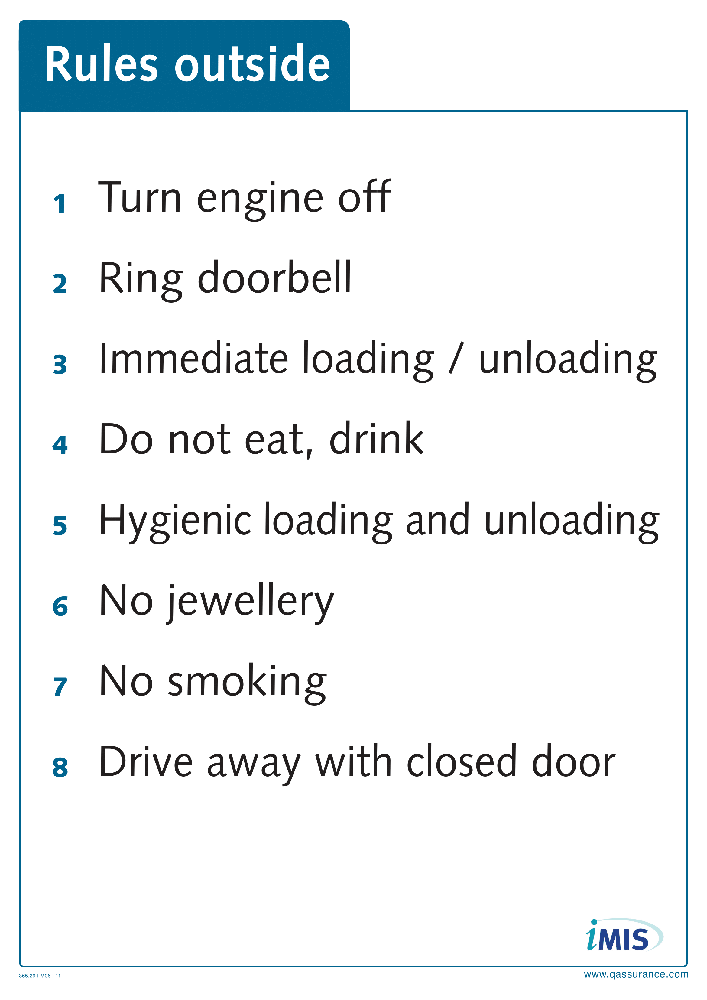 Rules outside
1 Turn engine off
2 Ring doorbell
3 Immediate loading / unloading
4 Do not eat, drink
5 Hygienic loading and unloading
6 No jewellery
7 No smoking
8 Drive away with closed door
iMIS
365.29 | M06 | 11
www.qassurance.com